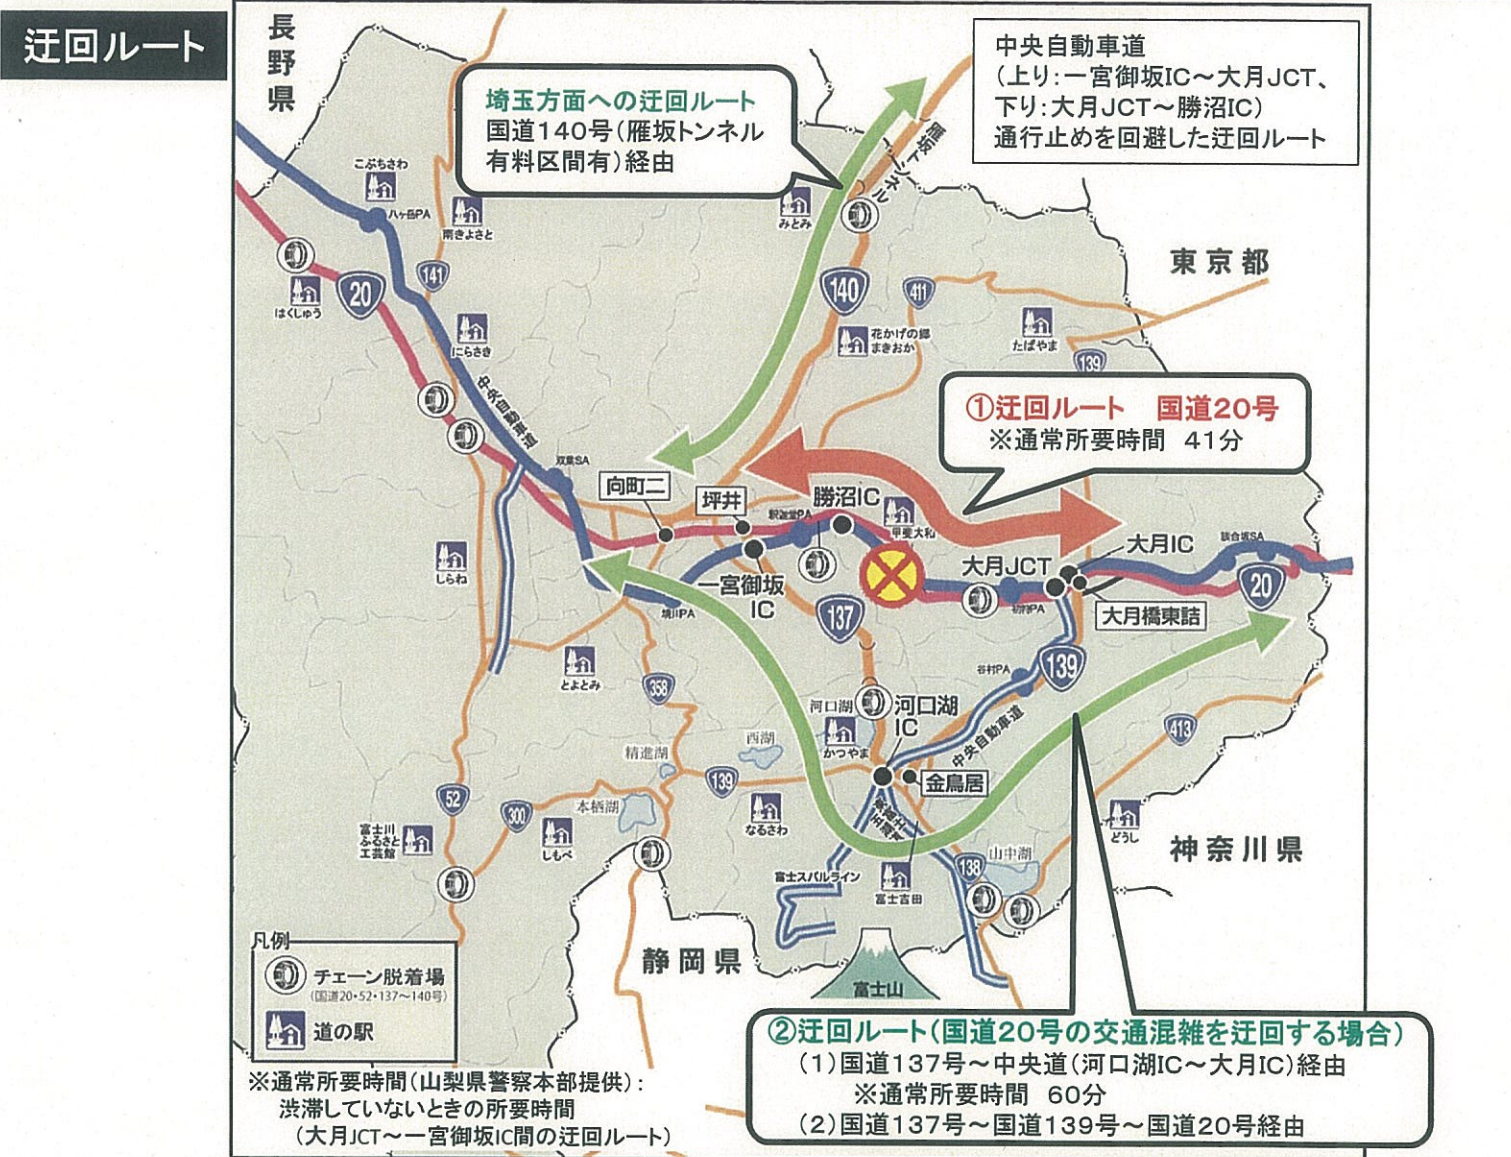 迂回ルート
長野県
中央自動車道
(上り:一宮御坂IC～大月JCT、
下り:大月JCT～勝沼IC)
通行止めを回避した迂回ルート
埼玉方面への迂回ルート
国道140号(雁坂トンネル
有料区間有)経由
雁坂トンネル
こぶちさわ
八ヶ岳PA
南きよさと
みとみ
東京都
141
20
はくしゅう
140
411
にらさき
花かげの郷
まきおか
たばやま
139
中央自動車道
①迂回ルート 国道20号
※通常所要時間 41分
双葉SA
向町二
坪井
釈迦堂PA
勝沼IC
甲斐大和
大月JCT
大月IC
談合坂SA
しらね
一宮御坂
IC
境川PA
初狩PA
20
大月橋東詰
137
とよとみ
358
谷村PA
139
河口湖
河口湖
IC
かつやま
中央自動車道
413
精進湖
西湖
139
金鳥居
52
300
本栖湖
なるさわ
どうし
富士川
ふるさと
工芸館
しもべ
神奈川県
138
山中湖
富士スバルライン
富士吉田
静岡県
富士山
凡例
チェーン脱着場
(国道20・52・137～140号)
道の駅
※通常所要時間(山梨県警察本部提供):
渋滞していないときの所要時間
(大月JCT～一宮御坂IC間の迂回ルート)
②迂回ルート(国道20号の交通混雑を迂回する場合)
(1)国道137号～中央道(河口湖IC～大月IC)経由
※通常所要時間 60分
(2)国道137号～国道139号～国道20号経由